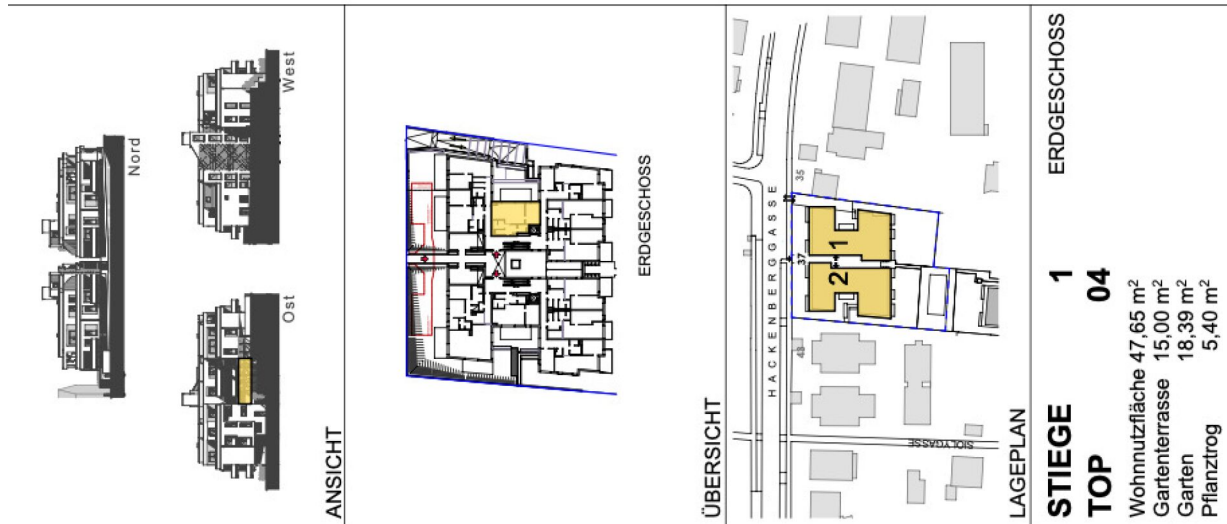 Nord
Ost
West
ANSICHT
ERDGESCHOSS
ÜBERSICHT
HACKENBERGGASSE
35
37
43
1
2
SIOLYGASSE
LAGEPLAN
STIEGE 1 ERDGESCHOSS
TOP 04
Wohnnutzfläche 47,65 m²
Gartenterrasse 15,00 m²
Garten 18,39 m²
Pflanztrog 5,40 m²